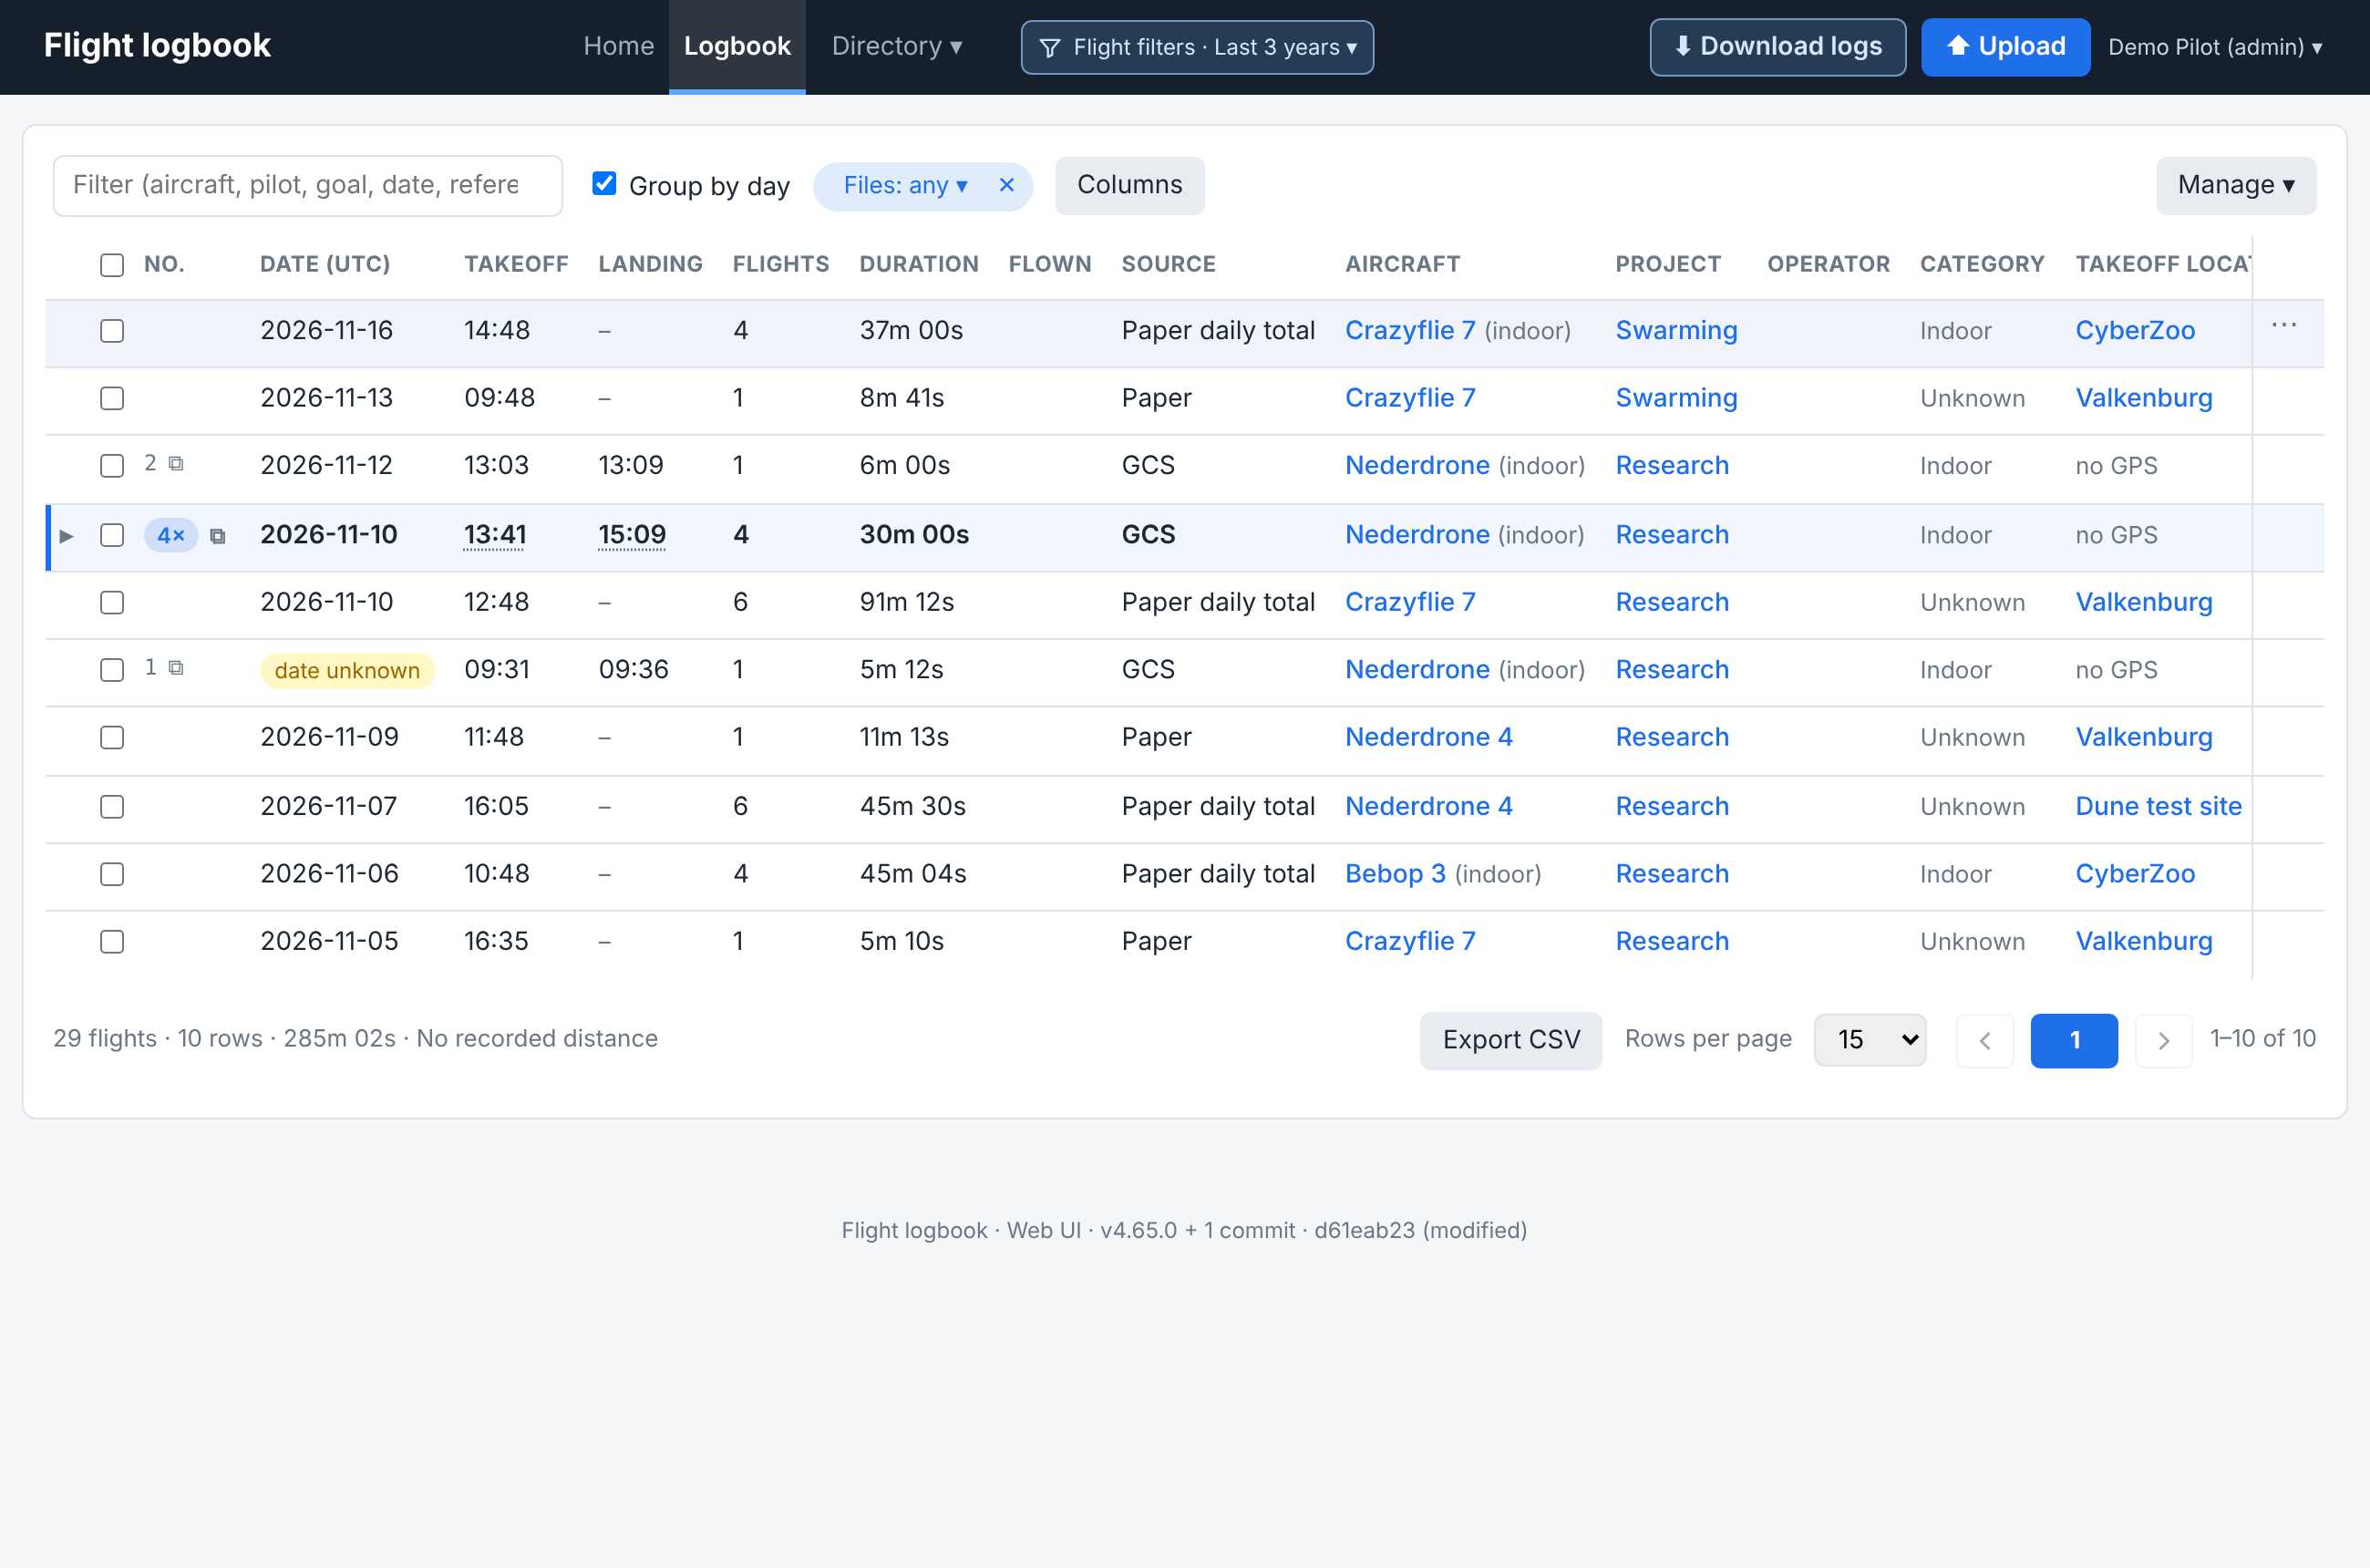 Flight logbook Home Logbook Directory ▾ Flight filters · Last 3 years ▾ ⬇ Download logs ⬆ Upload Demo Pilot (admin) ▾
Filter (aircraft, pilot, goal, date, refere Group by day Files: any ▾ ✕ Columns Manage ▾
NO. DATE (UTC) TAKEOFF LANDING FLIGHTS DURATION FLOWN SOURCE AIRCRAFT PROJECT OPERATOR CATEGORY TAKEOFF LOCAT
2026-11-16 14:48 – 4 37m 00s Paper daily total Crazyflie 7 (indoor) Swarming Indoor CyberZoo ⋯
2026-11-13 09:48 – 1 8m 41s Paper Crazyflie 7 Swarming Unknown Valkenburg
2 ⧉ 2026-11-12 13:03 13:09 1 6m 00s GCS Nederdrone (indoor) Research Indoor no GPS
▶ 4× ⧉ 2026-11-10 13:41 15:09 4 30m 00s GCS Nederdrone (indoor) Research Indoor no GPS
2026-11-10 12:48 – 6 91m 12s Paper daily total Crazyflie 7 Research Unknown Valkenburg
1 ⧉ date unknown 09:31 09:36 1 5m 12s GCS Nederdrone (indoor) Research Indoor no GPS
2026-11-09 11:48 – 1 11m 13s Paper Nederdrone 4 Research Unknown Valkenburg
2026-11-07 16:05 – 6 45m 30s Paper daily total Nederdrone 4 Research Unknown Dune test site
2026-11-06 10:48 – 4 45m 04s Paper daily total Bebop 3 (indoor) Research Indoor CyberZoo
2026-11-05 16:35 – 1 5m 10s Paper Crazyflie 7 Research Unknown Valkenburg
29 flights · 10 rows · 285m 02s · No recorded distance Export CSV Rows per page 15 1 1–10 of 10
Flight logbook · Web UI · v4.65.0 + 1 commit · d61eab23 (modified)